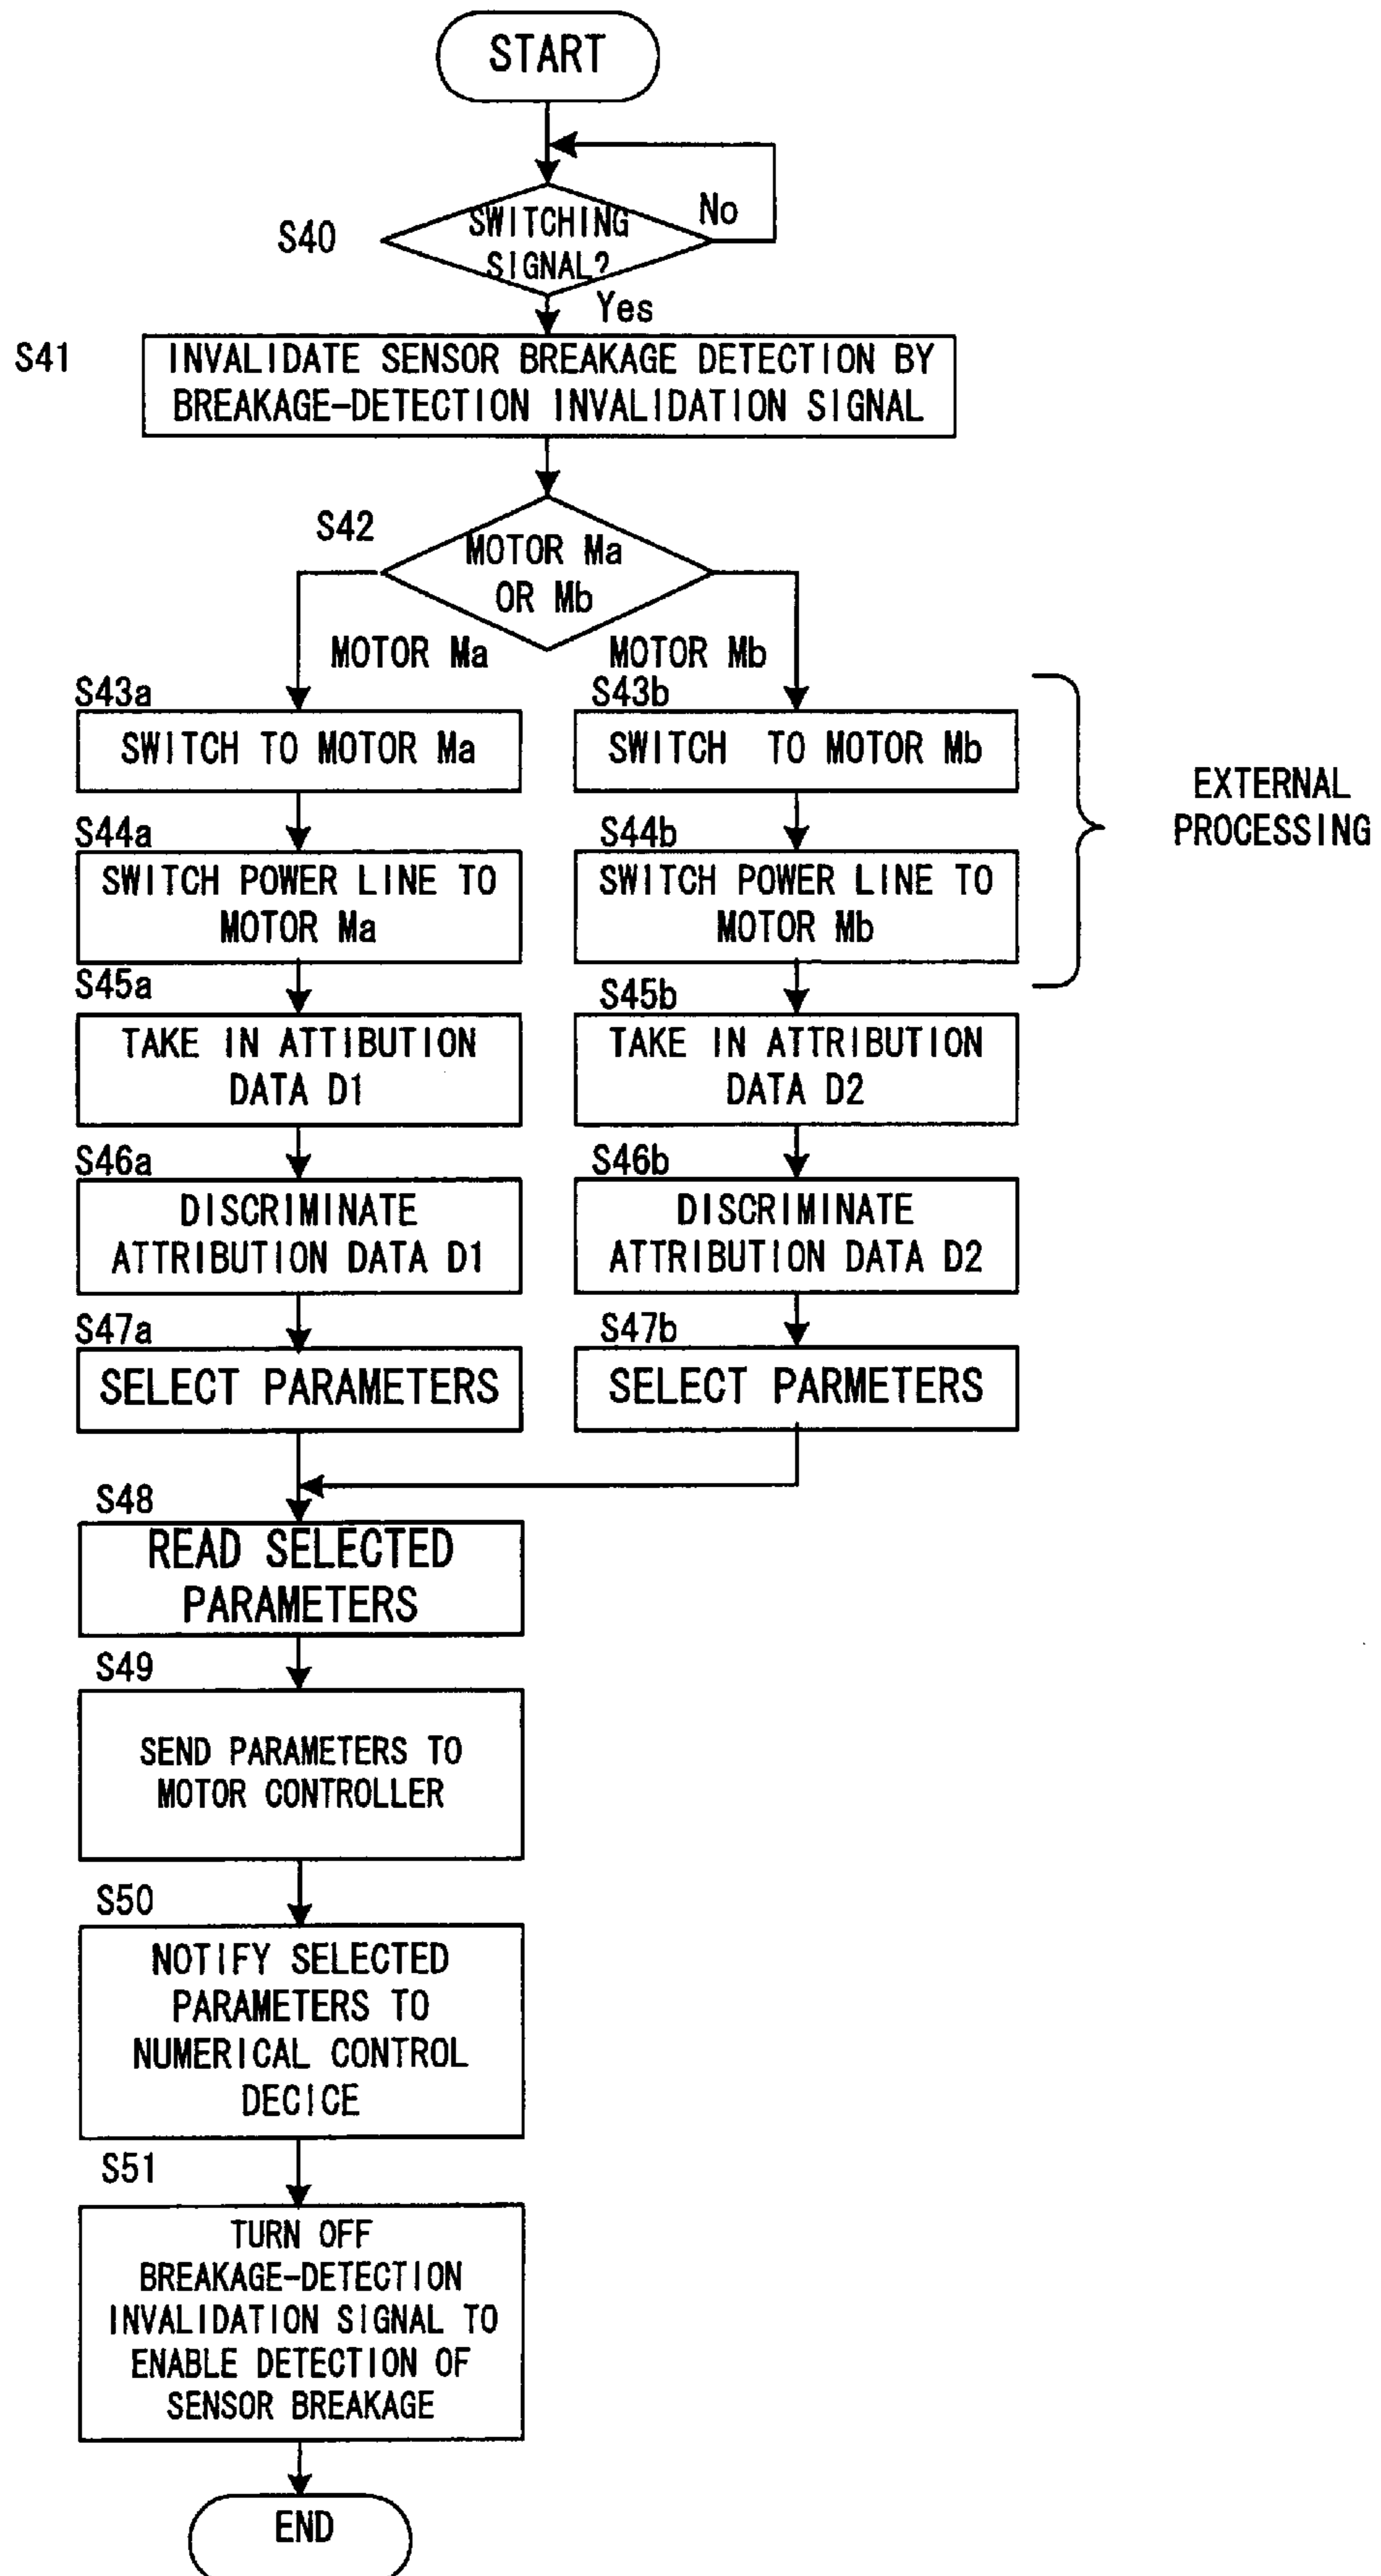 START
S40
SWITCHING
SIGNAL?
No
Yes
S41
INVALIDATE SENSOR BREAKAGE DETECTION BY
BREAKAGE-DETECTION INVALIDATION SIGNAL
S42
MOTOR Ma
OR Mb
MOTOR Ma
MOTOR Mb
S43a
SWITCH TO MOTOR Ma
S43b
SWITCH TO MOTOR Mb
EXTERNAL
PROCESSING
S44a
SWITCH POWER LINE TO
MOTOR Ma
S44b
SWITCH POWER LINE TO
MOTOR Mb
S45a
TAKE IN ATTIBUTION
DATA D1
S45b
TAKE IN ATTRIBUTION
DATA D2
S46a
DISCRIMINATE
ATTRIBUTION DATA D1
S46b
DISCRIMINATE
ATTRIBUTION DATA D2
S47a
SELECT PARAMETERS
S47b
SELECT PARMETERS
S48
READ SELECTED
PARAMETERS
S49
SEND PARAMETERS TO
MOTOR CONTROLLER
S50
NOTIFY SELECTED
PARAMETERS TO
NUMERICAL CONTROL
DECICE
S51
TURN OFF
BREAKAGE-DETECTION
INVALIDATION SIGNAL TO
ENABLE DETECTION OF
SENSOR BREAKAGE
END